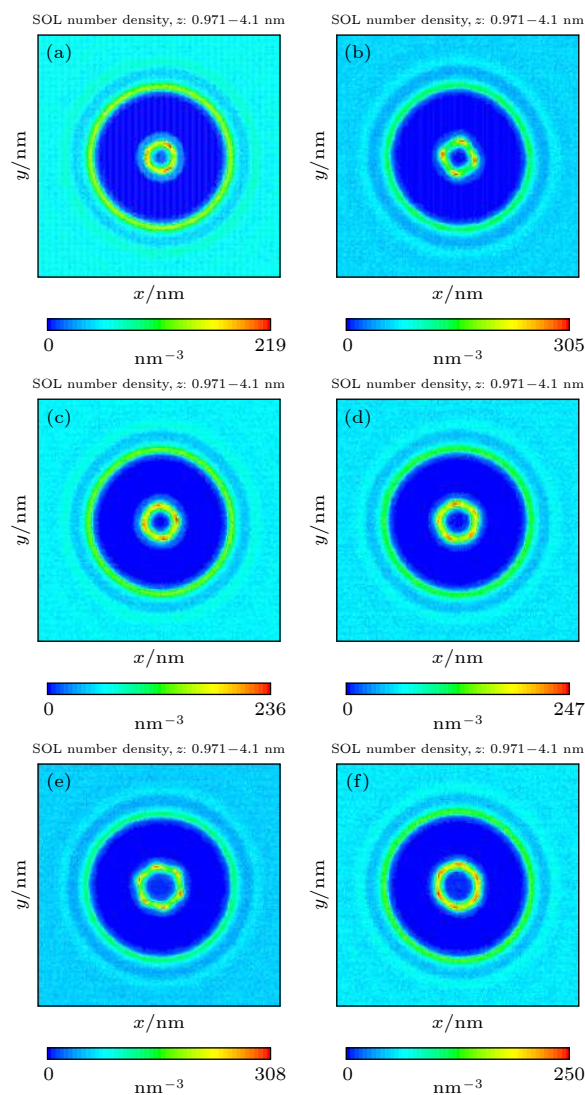 SOL number density, z: 0.971−4.1 nm
SOL number density, z: 0.971−4.1 nm
(a)
(b)
y/nm
y/nm
x/nm
x/nm
0 219
0 305
nm−3
nm−3
SOL number density, z: 0.971−4.1 nm
SOL number density, z: 0.971−4.1 nm
(c)
(d)
y/nm
y/nm
x/nm
x/nm
0 236
0 247
nm−3
nm−3
SOL number density, z: 0.971−4.1 nm
SOL number density, z: 0.971−4.1 nm
(e)
(f)
y/nm
y/nm
x/nm
x/nm
0 308
0 250
nm−3
nm−3